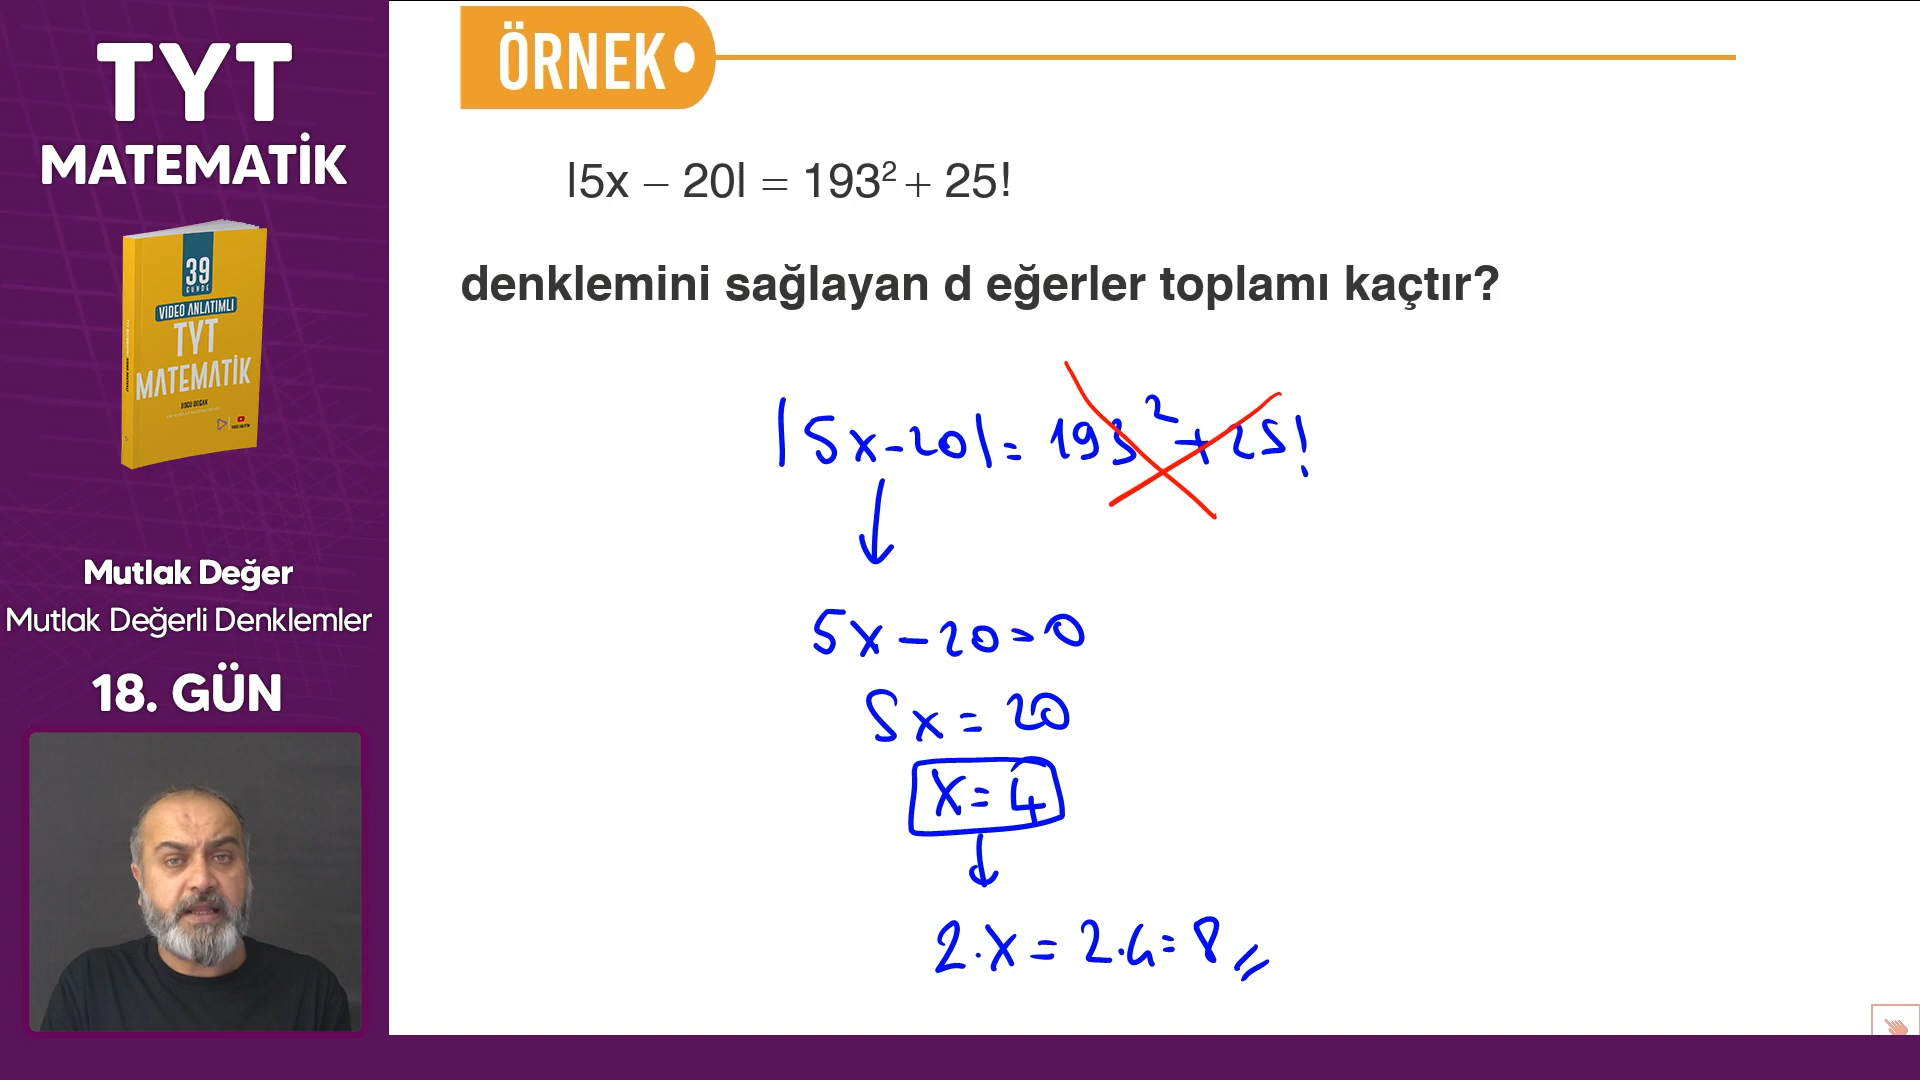 TYT
MATEMATİK
39
GÜNDE
VİDEO ANLATIMLI
TYT
MATEMATİK
Mutlak Değer
Mutlak Değerli Denklemler
18. GÜN
ÖRNEK
|5x – 20| = 193² + 25!
denklemini sağlayan d eğerler toplamı kaçtır?
|5x-20| = 193² + 25!
5x - 20 = 0
5x = 20
x = 4
2·x = 2·4 = 8